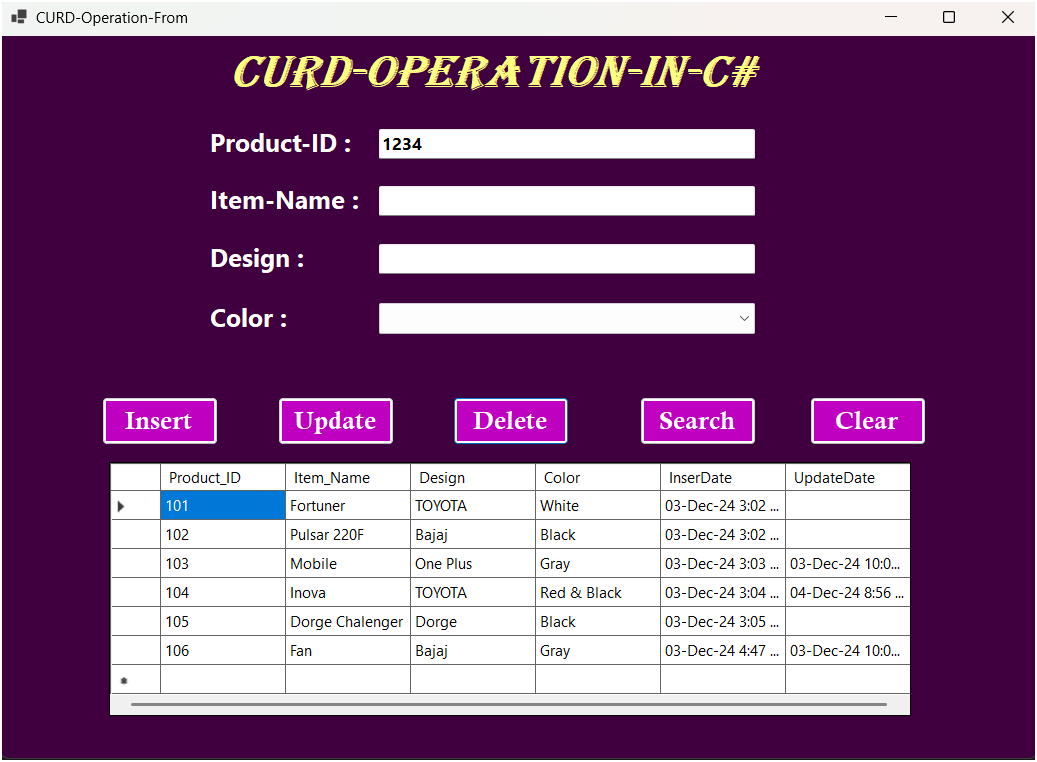 CURD-Operation-From
CURD-OPERATION-IN-C#
Product-ID : 1234
Item-Name :
Design :
Color :
Insert Update Delete Search Clear
Product_ID Item_Name Design Color InserDate UpdateDate
101 Fortuner TOYOTA White 03-Dec-24 3:02 ...
102 Pulsar 220F Bajaj Black 03-Dec-24 3:02 ...
103 Mobile One Plus Gray 03-Dec-24 3:03 ... 03-Dec-24 10:0...
104 Inova TOYOTA Red & Black 03-Dec-24 3:04 ... 04-Dec-24 8:56 ...
105 Dorge Chalenger Dorge Black 03-Dec-24 3:05 ...
106 Fan Bajaj Gray 03-Dec-24 4:47 ... 03-Dec-24 10:0...